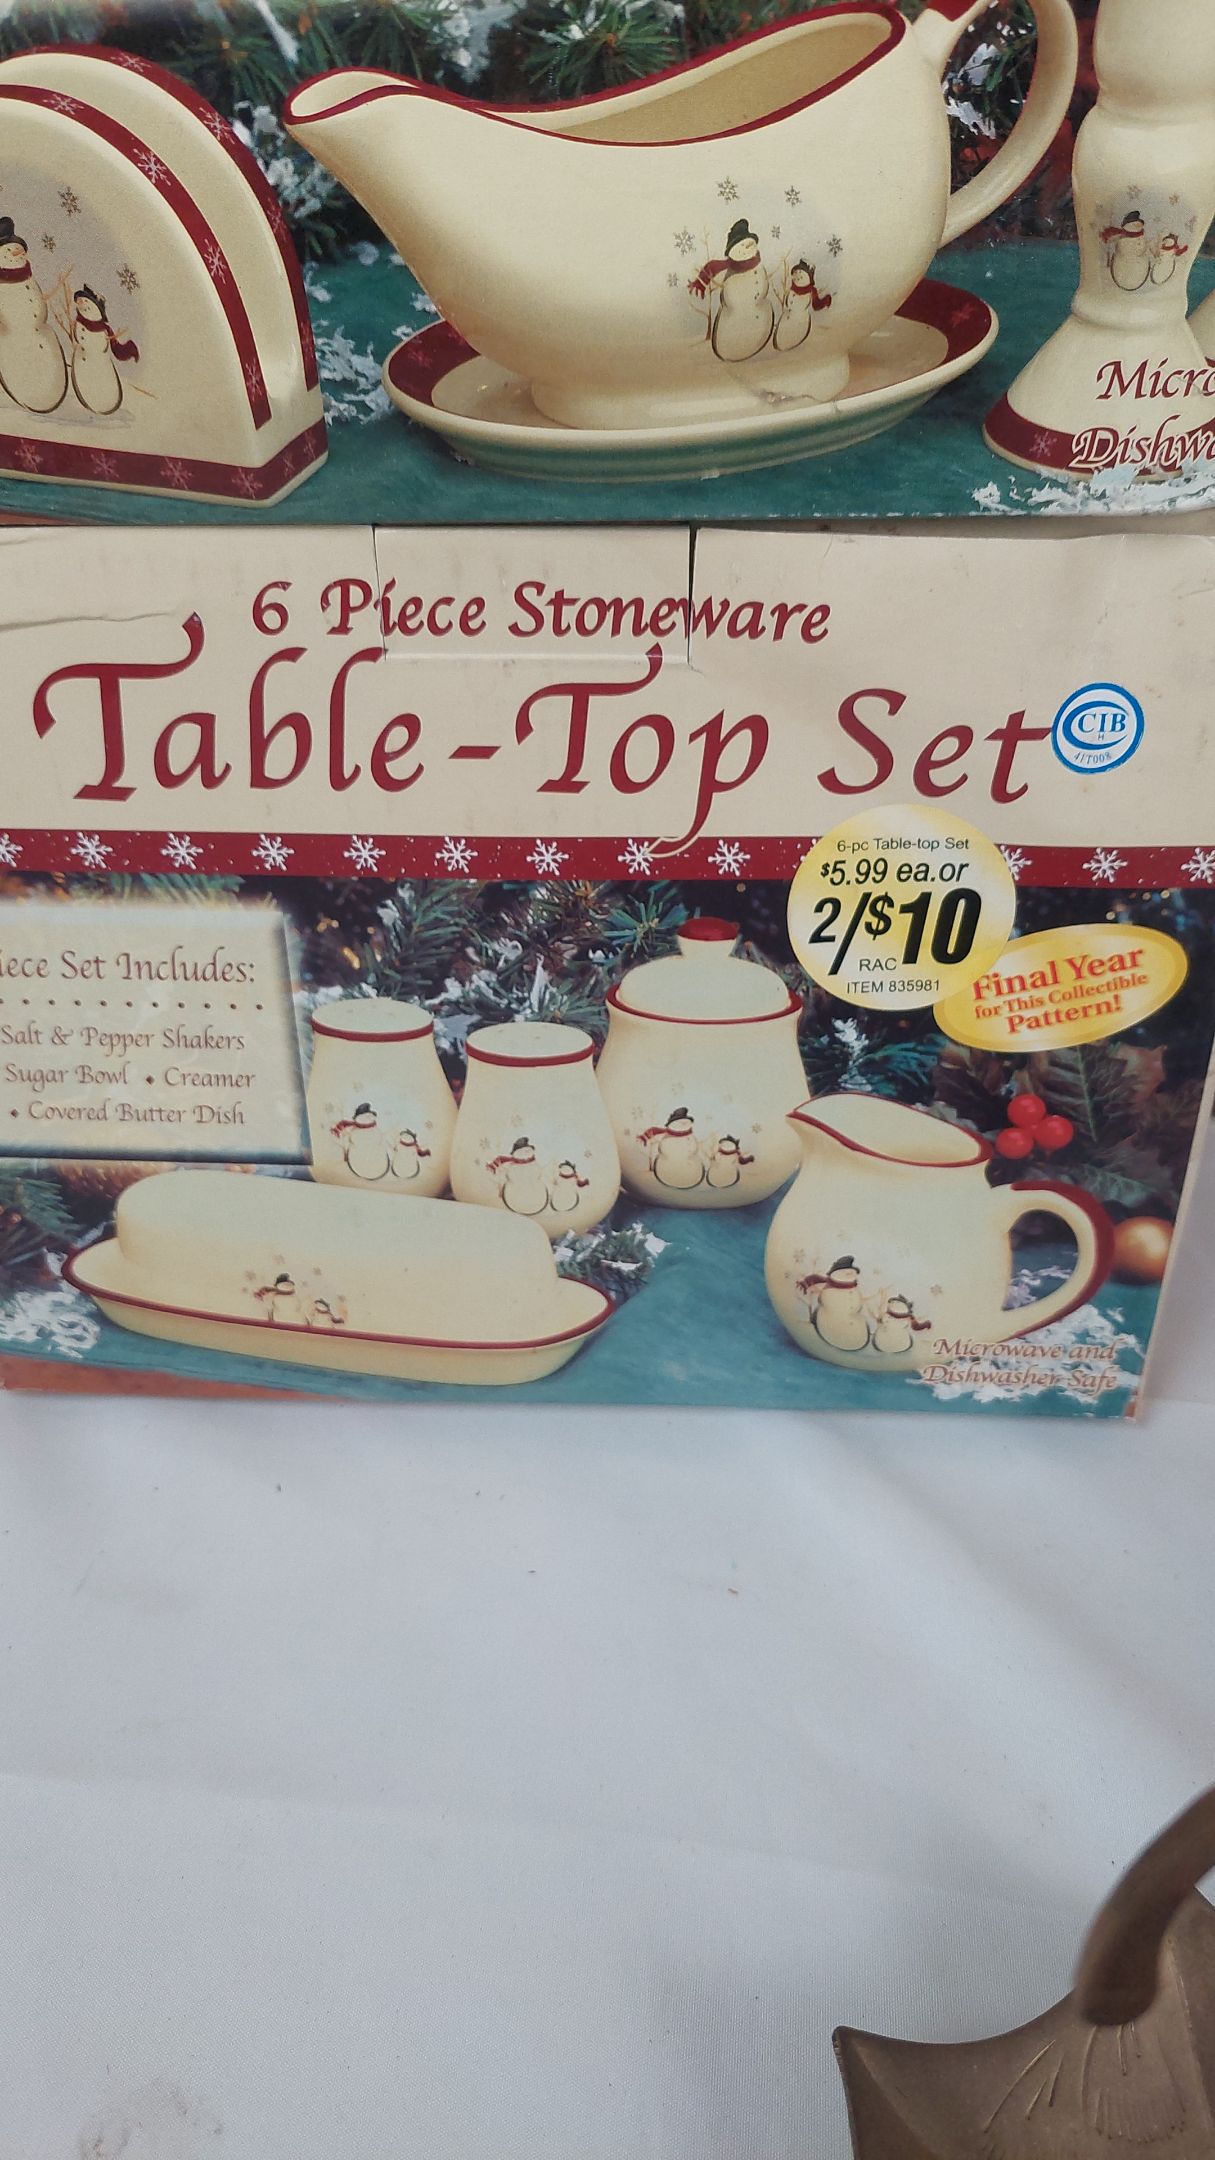 Micro
Dishwa
6 Piece Stoneware
Table-Top Set
CIB
H
41T008
6-pc Table-top Set
$5.99 ea.or
2/$10
RAC
ITEM 835981
Final Year
for This Collectible
Pattern!
iece Set Includes:
Salt & Pepper Shakers
Sugar Bowl • Creamer
• Covered Butter Dish
Microwave and
Dishwasher Safe